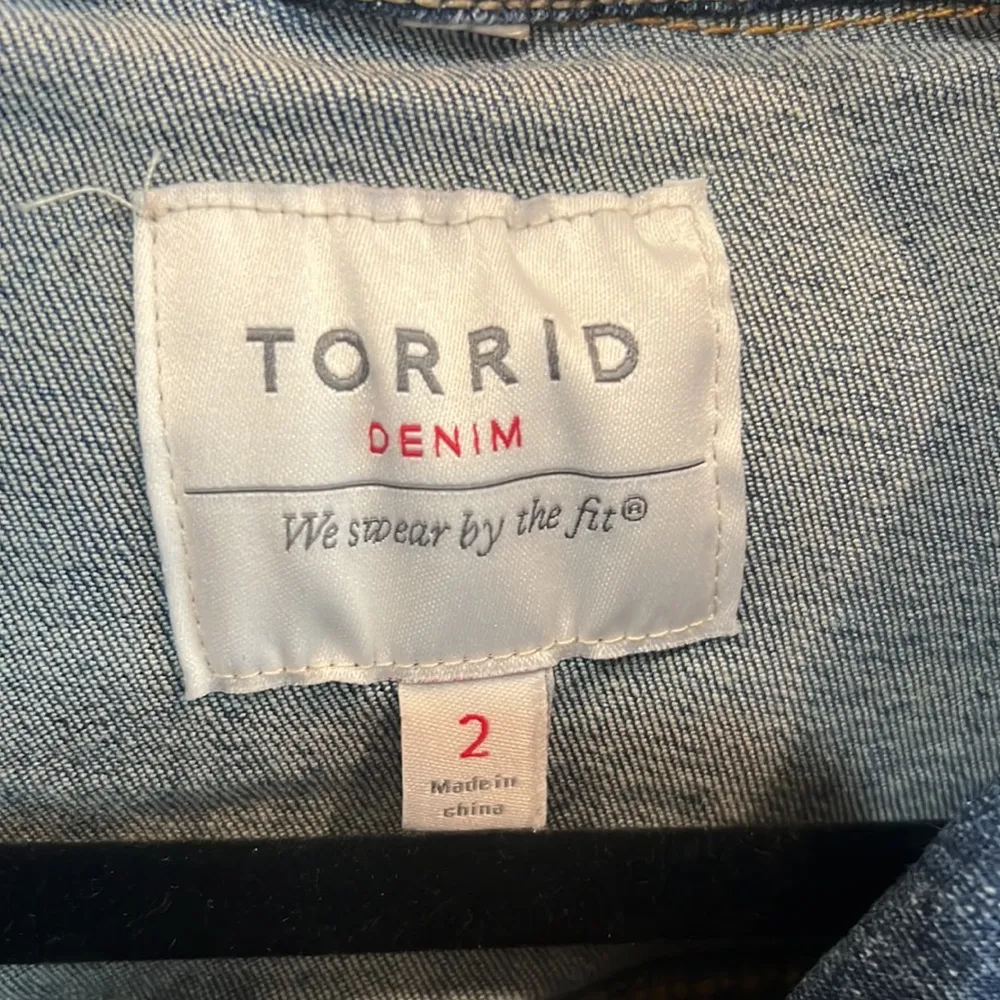 TORRID
DENIM
We swear by the fit®
2
Made in
china